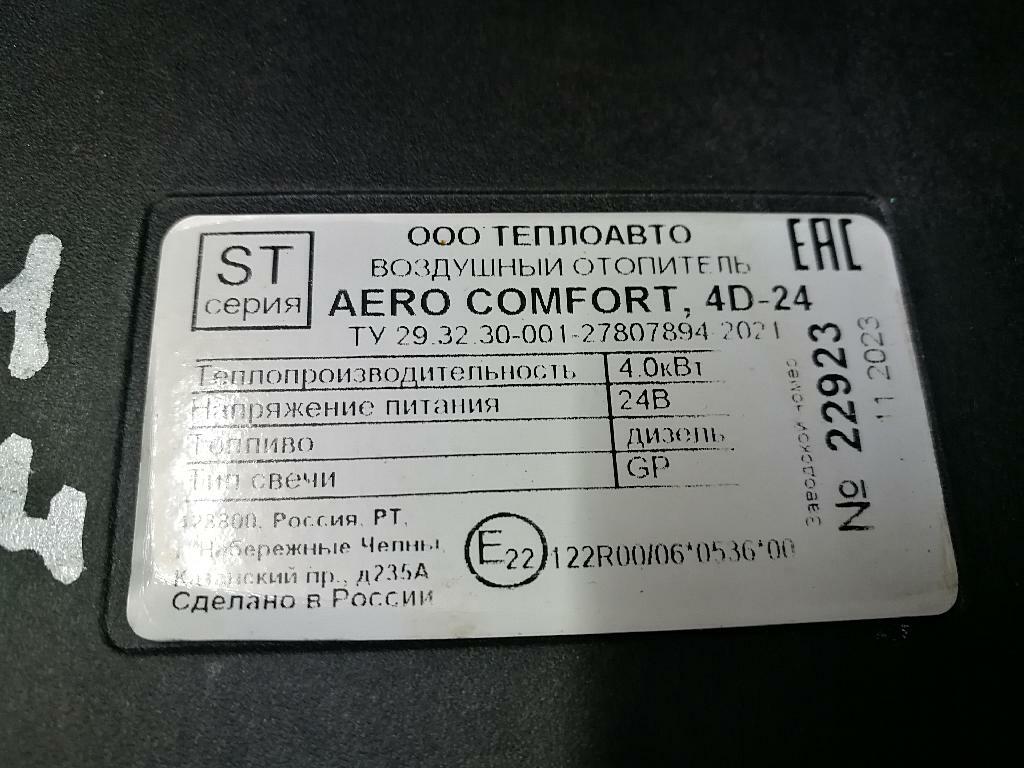 ST
серия
ООО ТЕПЛОАВТО
ВОЗДУШНЫЙ ОТОПИТЕЛЬ
AERO COMFORT, 4D-24
ТУ 29.32.30-001-27807894-2021
EAC
Теплопроизводительность 4.0кВт
Напряжение питания 24В
Топливо дизель
Тип свечи GP
423800, Россия, РТ,
г. Набережные Челны,
Казанский пр., д235А
Сделано в России
E22 122R00/06*0536*00
Заводской номер
№ 22923
11 2023
1
4